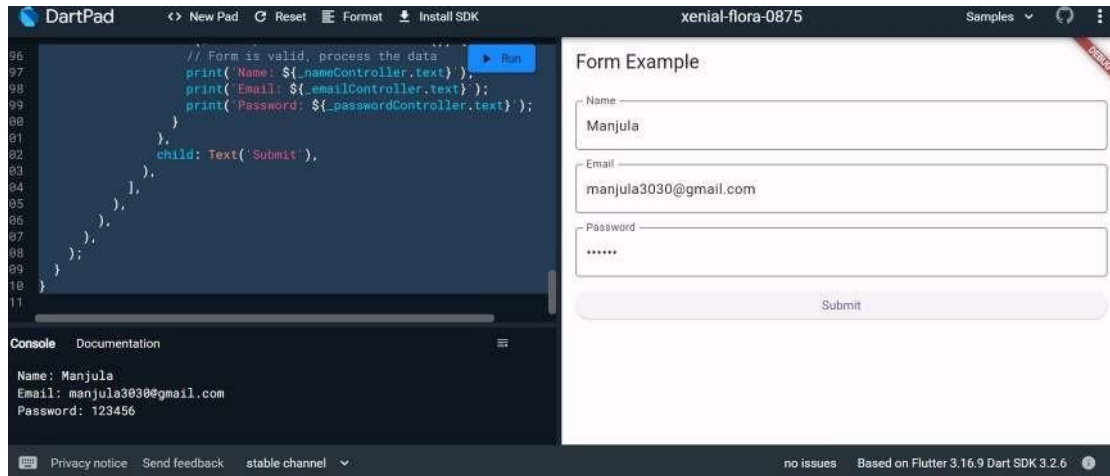 DartPad <> New Pad Reset Format Install SDK xenial-flora-0875 Samples
96 // Form is valid, process the data
97 print('Name: ${_nameController.text}');
98 print('Email: ${_emailController.text}');
99 print('Password: ${_passwordController.text}');
00 }
01 },
02 child: Text('Submit'),
03 ),
04 ],
05 ),
06 ),
07 ),
08 );
09 }
10 }
11
Run
Console Documentation
Name: Manjula
Email: manjula3030@gmail.com
Password: 123456
Form Example
DEBUG
Name
Manjula
Email
manjula3030@gmail.com
Password
••••••
Submit
Privacy notice Send feedback stable channel no issues Based on Flutter 3.16.9 Dart SDK 3.2.6